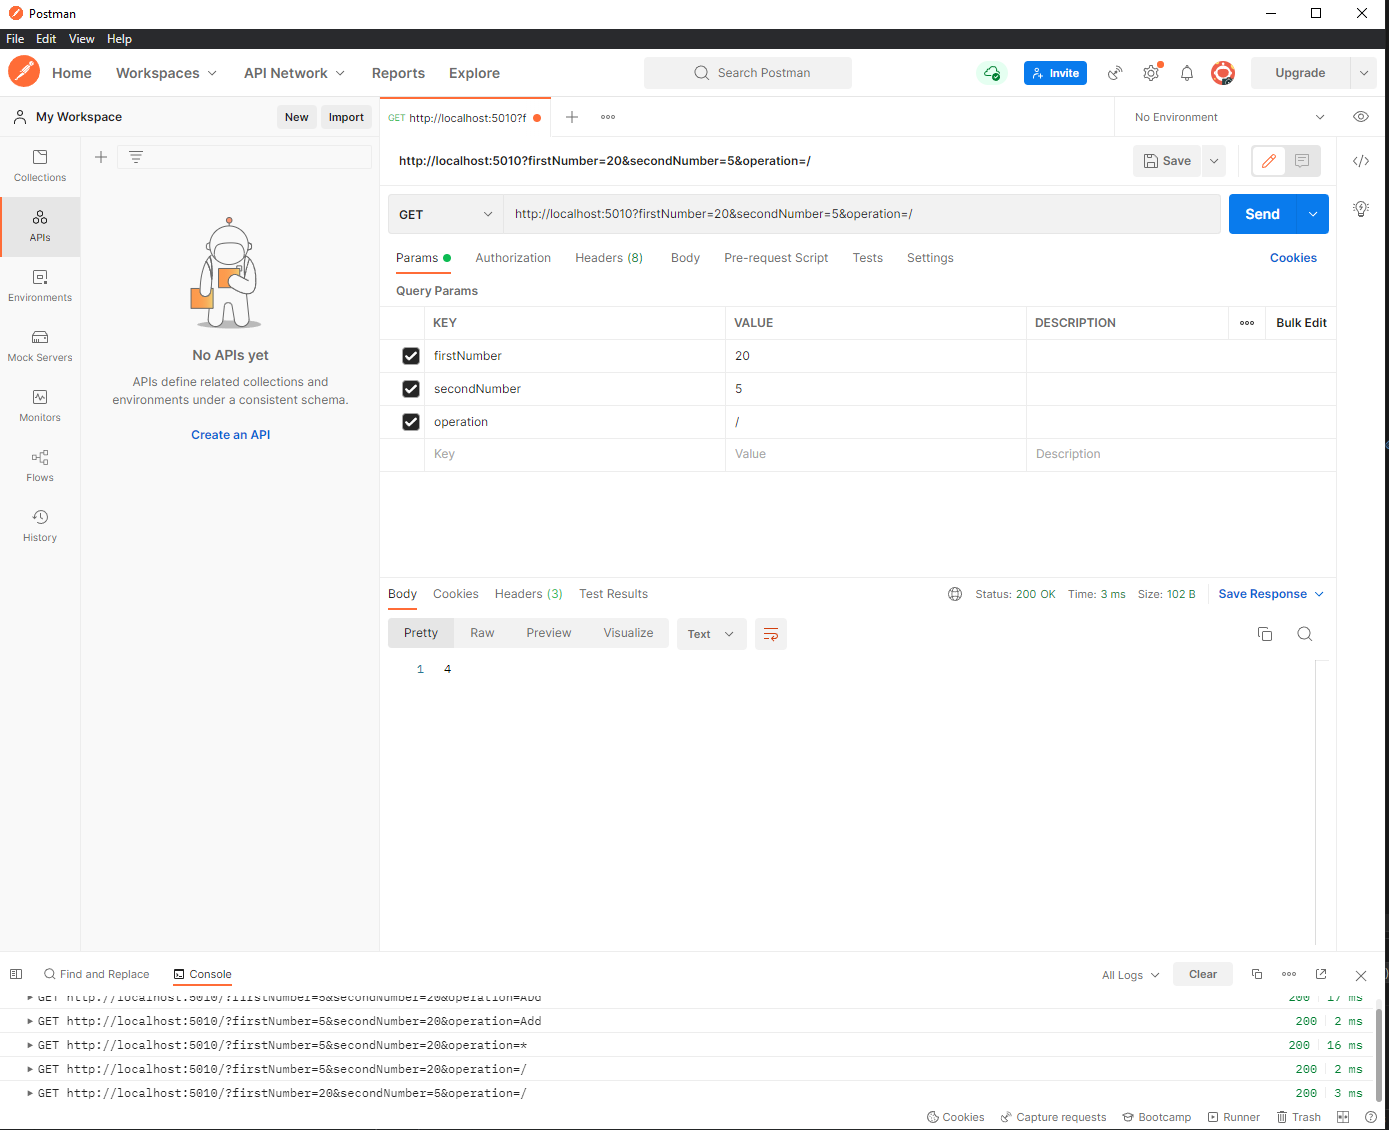 Postman
File Edit View Help
Home Workspaces API Network Reports Explore Search Postman Invite Upgrade
My Workspace New Import GET http://localhost:5010?f No Environment
http://localhost:5010?firstNumber=20&secondNumber=5&operation=/ Save
Collections
APIs
Environments
Mock Servers
Monitors
Flows
History
No APIs yet
APIs define related collections and
environments under a consistent schema.
Create an API
GET http://localhost:5010?firstNumber=20&secondNumber=5&operation=/ Send
Params Authorization Headers (8) Body Pre-request Script Tests Settings Cookies
Query Params
KEY VALUE DESCRIPTION Bulk Edit
firstNumber 20
secondNumber 5
operation /
Key Value Description
Body Cookies Headers (3) Test Results Status: 200 OK Time: 3 ms Size: 102 B Save Response
Pretty Raw Preview Visualize Text
1 4
Find and Replace Console All Logs Clear
GET http://localhost:5010/?firstNumber=5&secondNumber=20&operation=Add 200 17 ms
GET http://localhost:5010/?firstNumber=5&secondNumber=20&operation=Add 200 2 ms
GET http://localhost:5010/?firstNumber=5&secondNumber=20&operation=* 200 16 ms
GET http://localhost:5010/?firstNumber=5&secondNumber=20&operation=/ 200 2 ms
GET http://localhost:5010/?firstNumber=20&secondNumber=5&operation=/ 200 3 ms
Cookies Capture requests Bootcamp Runner Trash